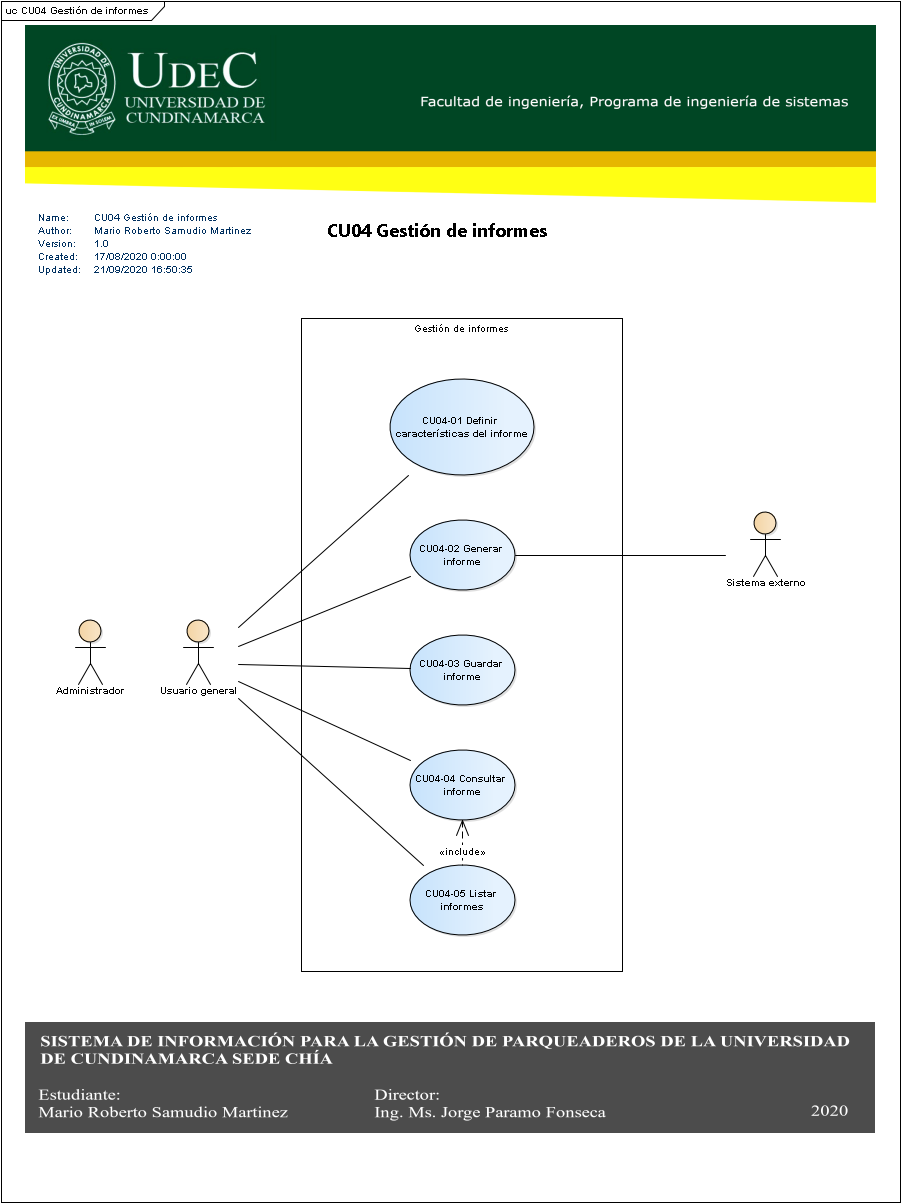 uc CU04 Gestión de informes
UNIVERSIDAD DE CUNDINAMARCA
UDEC
UNIVERSIDAD DE
CUNDINAMARCA
Facultad de ingeniería, Programa de ingeniería de sistemas
Name: CU04 Gestión de informes
Author: Mario Roberto Samudio Martinez
Version: 1.0
Created: 17/08/2020 0:00:00
Updated: 21/09/2020 16:50:35
CU04 Gestión de informes
Gestión de informes
CU04-01 Definir
características del informe
CU04-02 Generar
informe
Sistema externo
CU04-03 Guardar
informe
Administrador
Usuario general
CU04-04 Consultar
informe
«include»
CU04-05 Listar
informes
SISTEMA DE INFORMACIÓN PARA LA GESTIÓN DE PARQUEADEROS DE LA UNIVERSIDAD
DE CUNDINAMARCA SEDE CHÍA
Estudiante:
Mario Roberto Samudio Martinez
Director:
Ing. Ms. Jorge Paramo Fonseca
2020